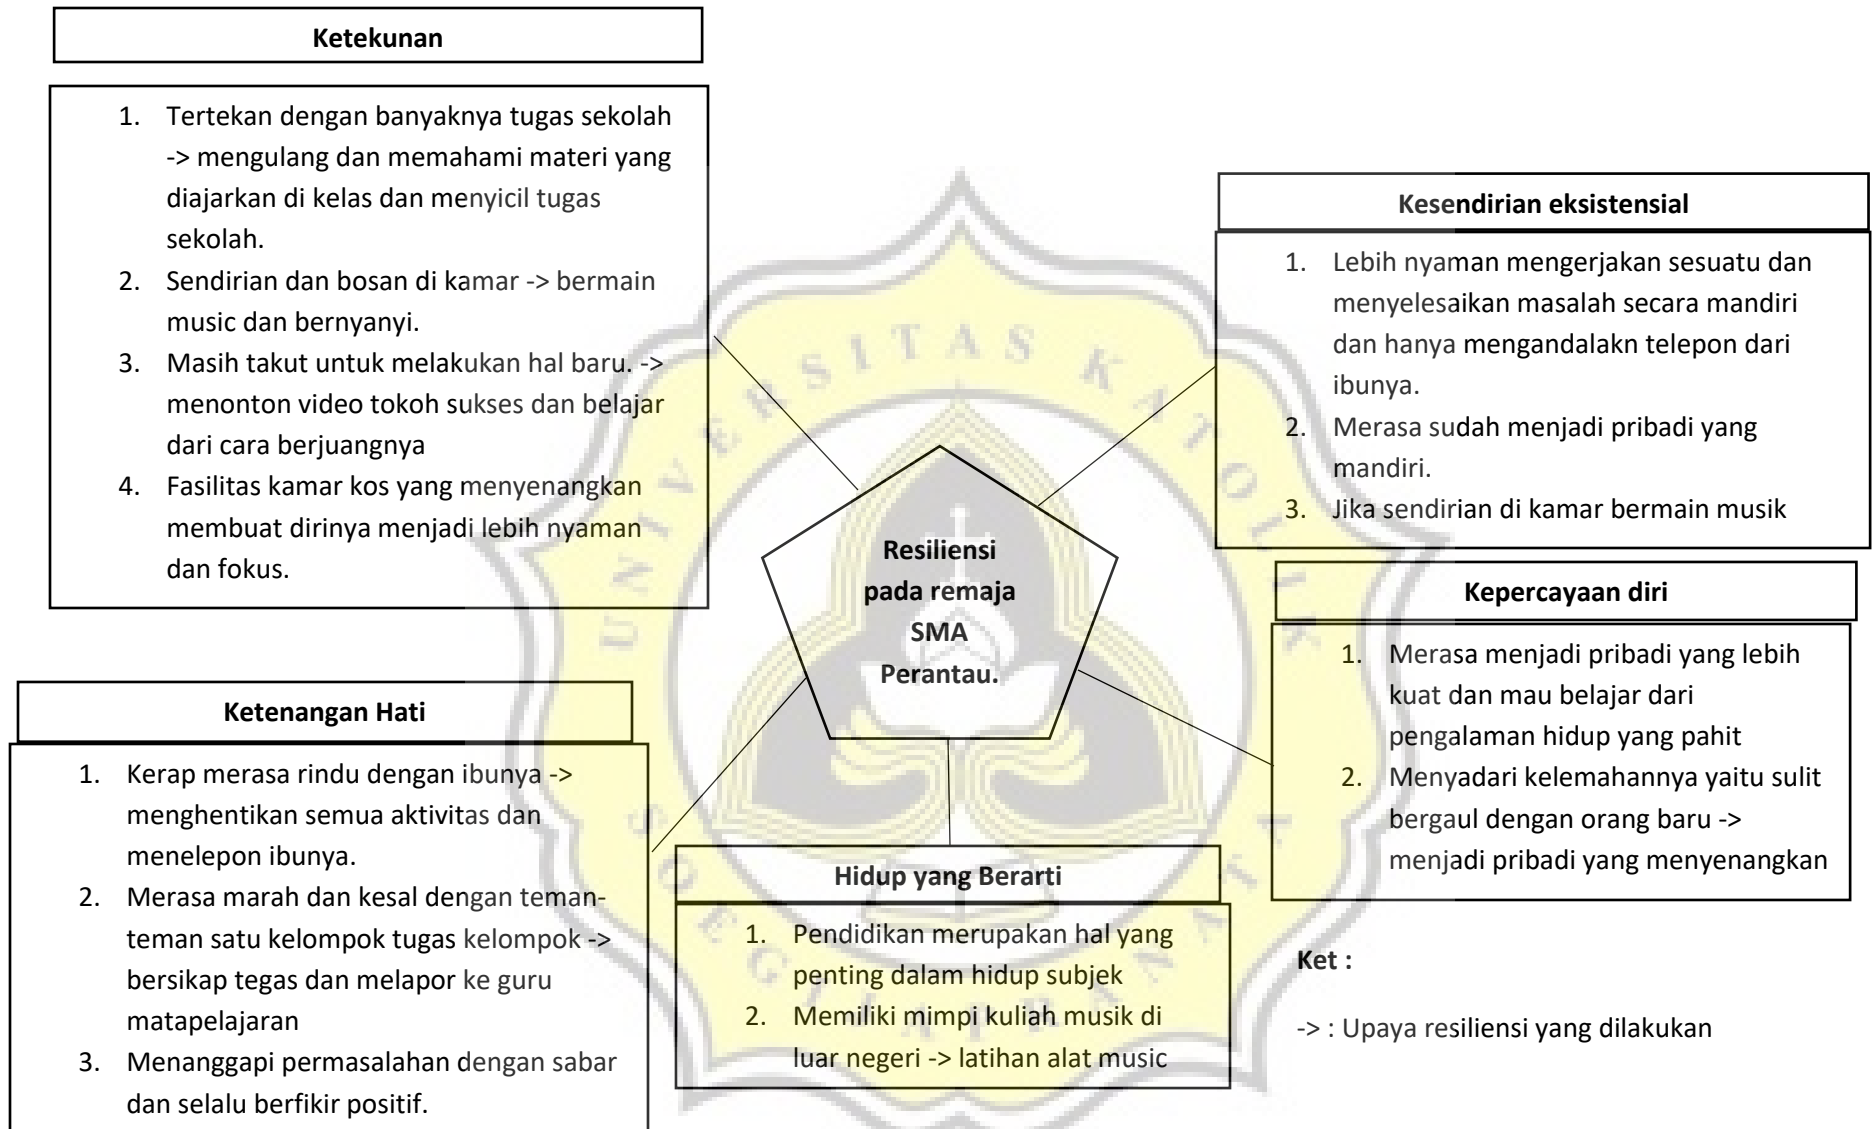 Ketekunan
1. Tertekan dengan banyaknya tugas sekolah
-> mengulang dan memahami materi yang
diajarkan di kelas dan menyicil tugas
sekolah.
2. Sendirian dan bosan di kamar -> bermain
music dan bernyanyi.
3. Masih takut untuk melakukan hal baru. ->
menonton video tokoh sukses dan belajar
dari cara berjuangnya
4. Fasilitas kamar kos yang menyenangkan
membuat dirinya menjadi lebih nyaman
dan fokus.
Kesendirian eksistensial
1. Lebih nyaman mengerjakan sesuatu dan
menyelesaikan masalah secara mandiri
dan hanya mengandalakn telepon dari
ibunya.
2. Merasa sudah menjadi pribadi yang
mandiri.
3. Jika sendirian di kamar bermain musik
Resiliensi
pada remaja
SMA
Perantau.
Kepercayaan diri
1. Merasa menjadi pribadi yang lebih
kuat dan mau belajar dari
pengalaman hidup yang pahit
2. Menyadari kelemahannya yaitu sulit
bergaul dengan orang baru ->
menjadi pribadi yang menyenangkan
Ketenangan Hati
1. Kerap merasa rindu dengan ibunya ->
menghentikan semua aktivitas dan
menelepon ibunya.
2. Merasa marah dan kesal dengan teman-
teman satu kelompok tugas kelompok ->
bersikap tegas dan melapor ke guru
matapelajaran
3. Menanggapi permasalahan dengan sabar
dan selalu berfikir positif.
Hidup yang Berarti
1. Pendidikan merupakan hal yang
penting dalam hidup subjek
2. Memiliki mimpi kuliah musik di
luar negeri -> latihan alat music
Ket :
-> : Upaya resiliensi yang dilakukan
UNIVERSITAS KATOLIK
SOEGIJAPRANATA